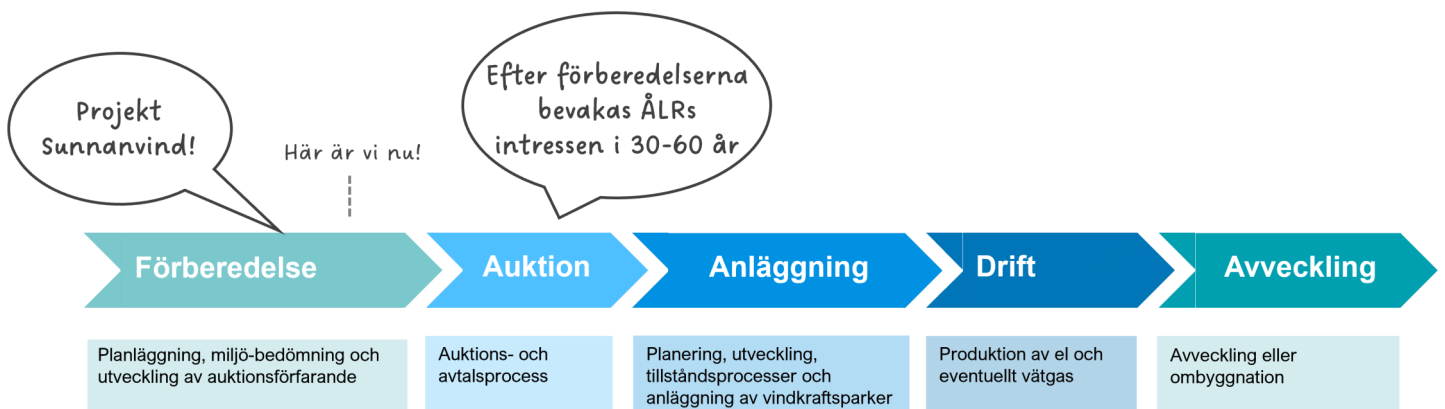 Projekt
Sunnanvind!
Här är vi nu!
Efter förberedelserna
bevakas ÅLRs
intressen i 30-60 år
Förberedelse
Auktion
Anläggning
Drift
Avveckling
Planläggning, miljö-bedömning och
utveckling av auktionsförfarande
Auktions- och
avtalsprocess
Planering, utveckling,
tillståndsprocesser och
anläggning av vindkraftsparker
Produktion av el och
eventuellt vätgas
Avveckling eller
ombyggnation